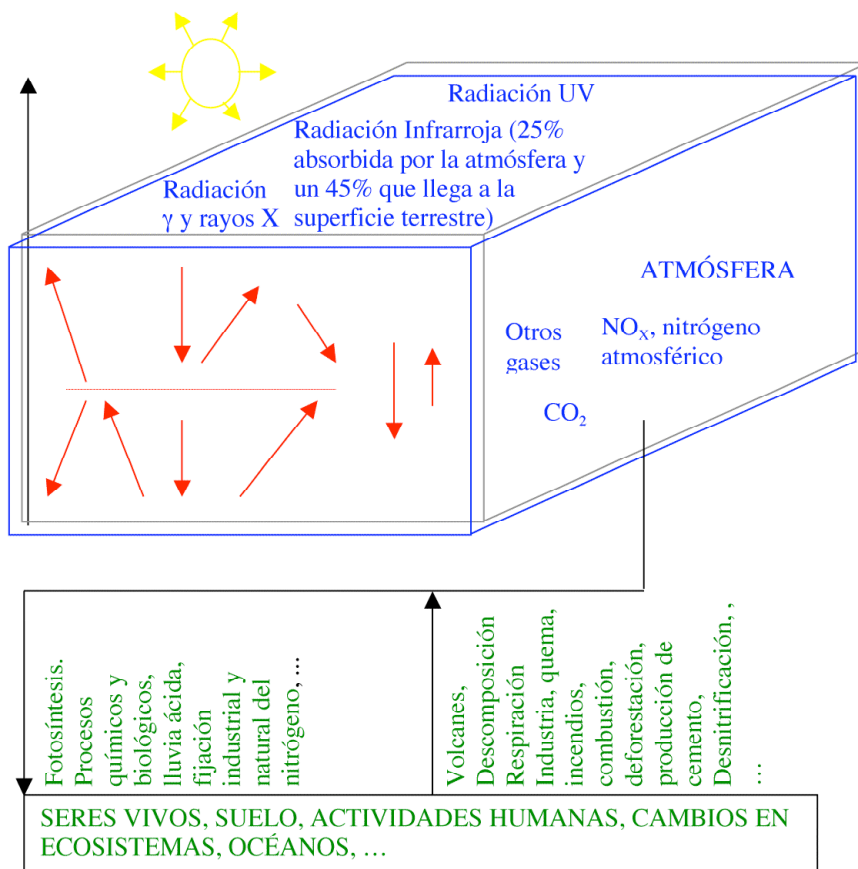 Radiación UV
Radiación Infrarroja (25%
absorbida por la atmósfera y
un 45% que llega a la
superficie terrestre)
Radiación
γ y rayos X
ATMÓSFERA
Otros
gases
NOX, nitrógeno
atmosférico
CO2
Fotosíntesis.
Procesos
químicos y
biológicos,
lluvia ácida,
fijación
industrial y
natural del
nitrógeno, ...
Volcanes,
Descomposición
Respiración
Industria, quema,
incendios,
combustión,
deforestación,
producción de
cemento,
Desnitrificación, ,
...
SERES VIVOS, SUELO, ACTIVIDADES HUMANAS, CAMBIOS EN
ECOSISTEMAS, OCÉANOS, …